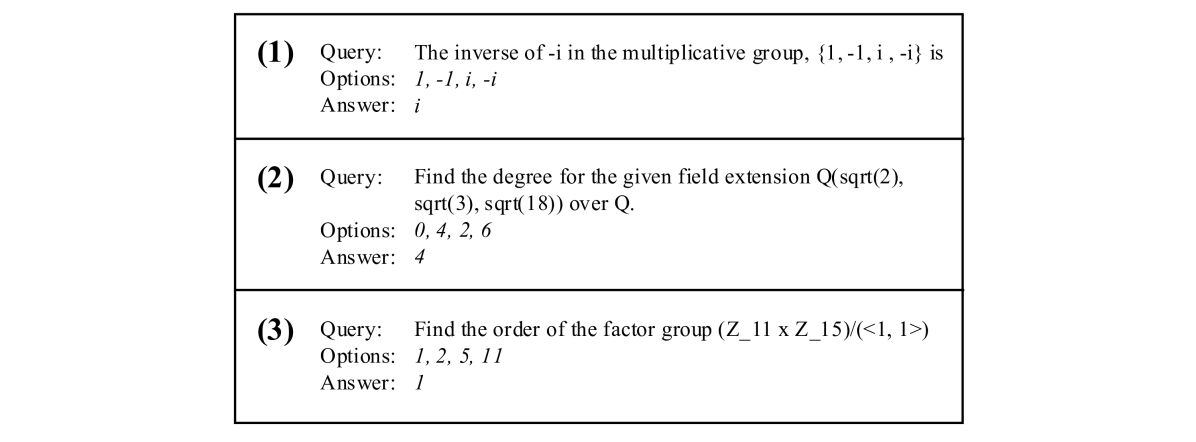 (1) Query: The inverse of -i in the multiplicative group, {1, -1, i , -i} is
Options: 1, -1, i, -i
Answer: i
(2) Query: Find the degree for the given field extension Q(sqrt(2),
sqrt(3), sqrt(18)) over Q.
Options: 0, 4, 2, 6
Answer: 4
(3) Query: Find the order of the factor group (Z_11 x Z_15)/(<1, 1>)
Options: 1, 2, 5, 11
Answer: 1